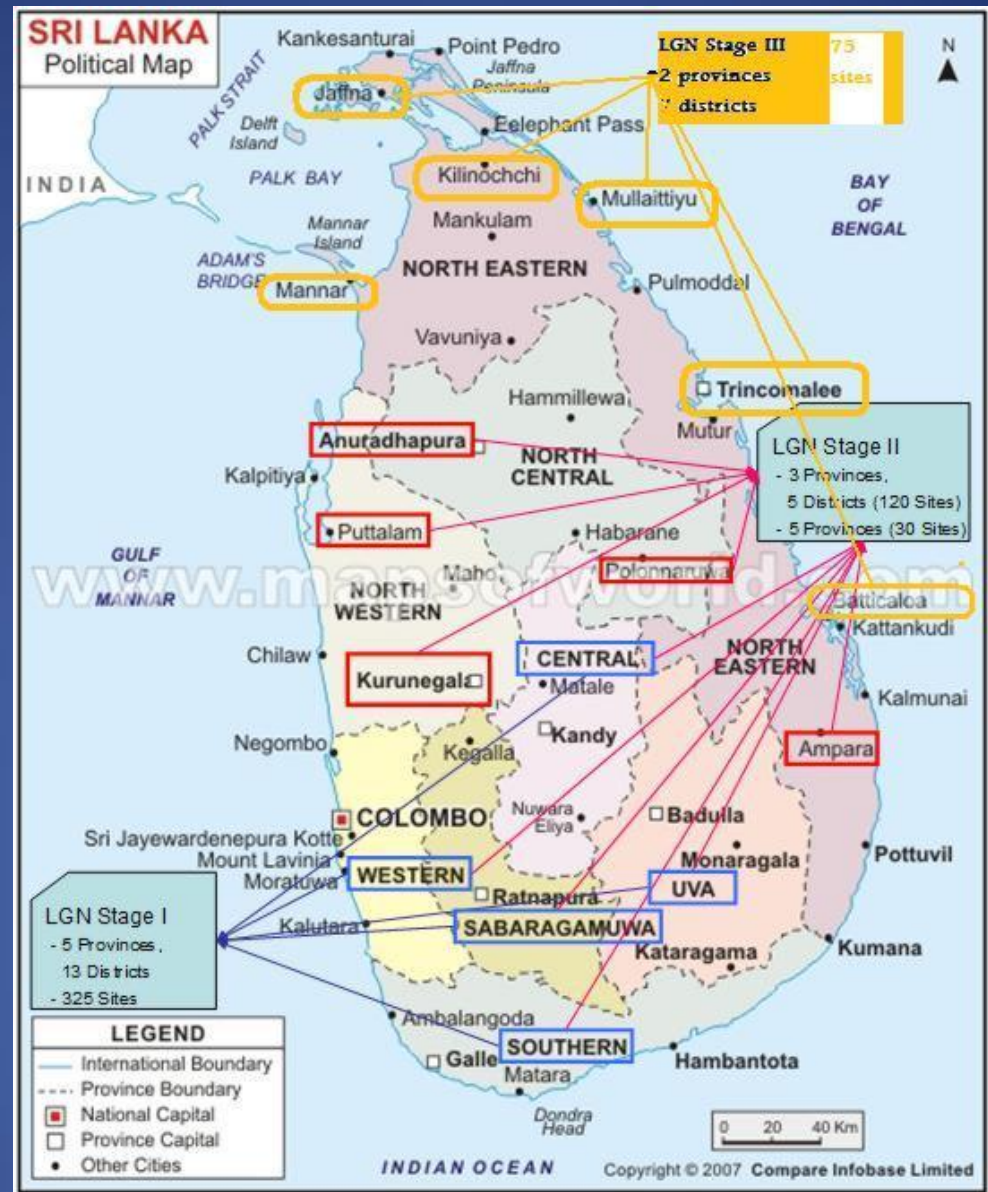 SRI LANKA
Political Map
Kankesanturai
Point Pedro
LGN Stage III 75
2 provinces sites
7 districts
N
PALK STRAIT
Jaffna
Jaffna
Peninsula
Delft
Island
Eelephant Pass
INDIA
PALK BAY
Kilinochchi
Mullaittiyu
BAY
OF
BENGAL
Mankulam
Mannar
Island
ADAM'S
BRIDGE
NORTH EASTERN
Mannar
Pulmoddal
Vavuniya
Trincomalee
Hammillewa
Mutur
Anuradhapura
NORTH
CENTRAL
LGN Stage II
- 3 Provinces,
5 Districts (120 Sites)
- 5 Provinces (30 Sites)
Kalpitiya
Puttalam
Habarane
GULF
OF
MANNAR
Polonnaruwa
www.mapsofworld.com
Maho
NORTH
WESTERN
Batticaloa
Kattankudi
Chilaw
CENTRAL
NORTH
EASTERN
Kurunegala
Matale
Kalmunai
Negombo
Kegalla
Kandy
Ampara
COLOMBO
Nuwara
Eliya
Badulla
Sri Jayewardenepura Kotte
Mount Lavinia
Monaragala
Pottuvil
Moratuwa
WESTERN
UVA
Ratnapura
LGN Stage I
- 5 Provinces,
13 Districts
- 325 Sites
Kalutara
SABARAGAMUWA
Kataragama
Kumana
Ambalangoda
SOUTHERN
Galle
Hambantota
Matara
Dondra
Head
LEGEND
International Boundary
Province Boundary
National Capital
Province Capital
Other Cities
0 20 40 Km
INDIAN OCEAN
Copyright © 2007 Compare Infobase Limited